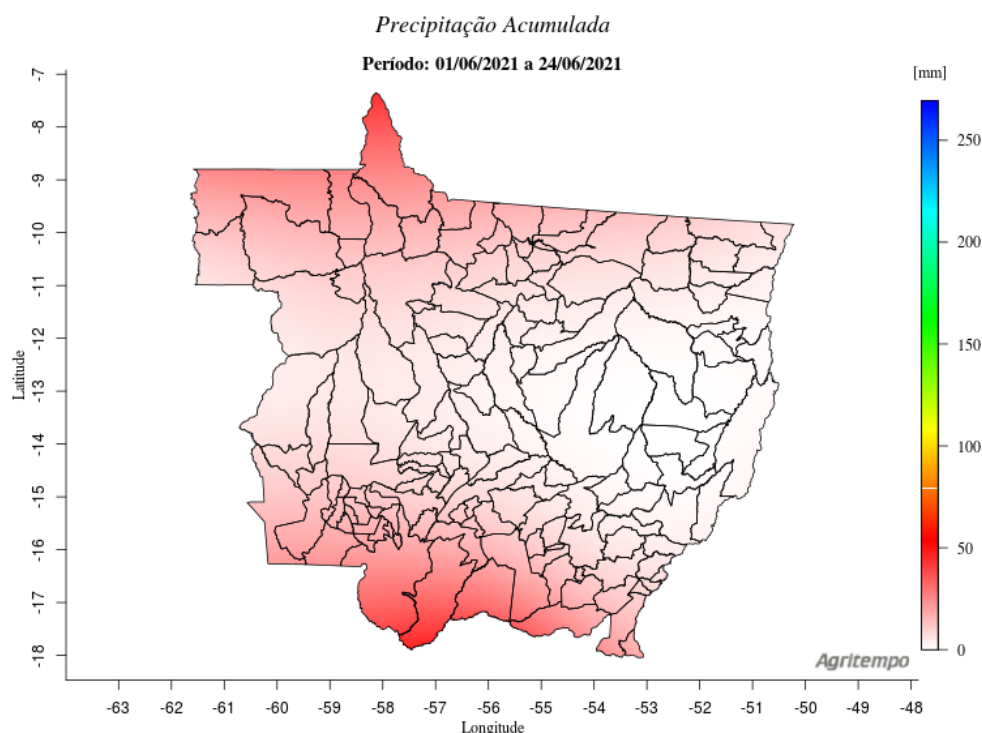 Precipitação Acumulada
Período: 01/06/2021 a 24/06/2021
[mm]
250
200
150
100
50
0
Latitude
-7
-8
-9
-10
-11
-12
-13
-14
-15
-16
-17
-18
Agritempo
-63 -62 -61 -60 -59 -58 -57 -56 -55 -54 -53 -52 -51 -50 -49 -48
Longitude